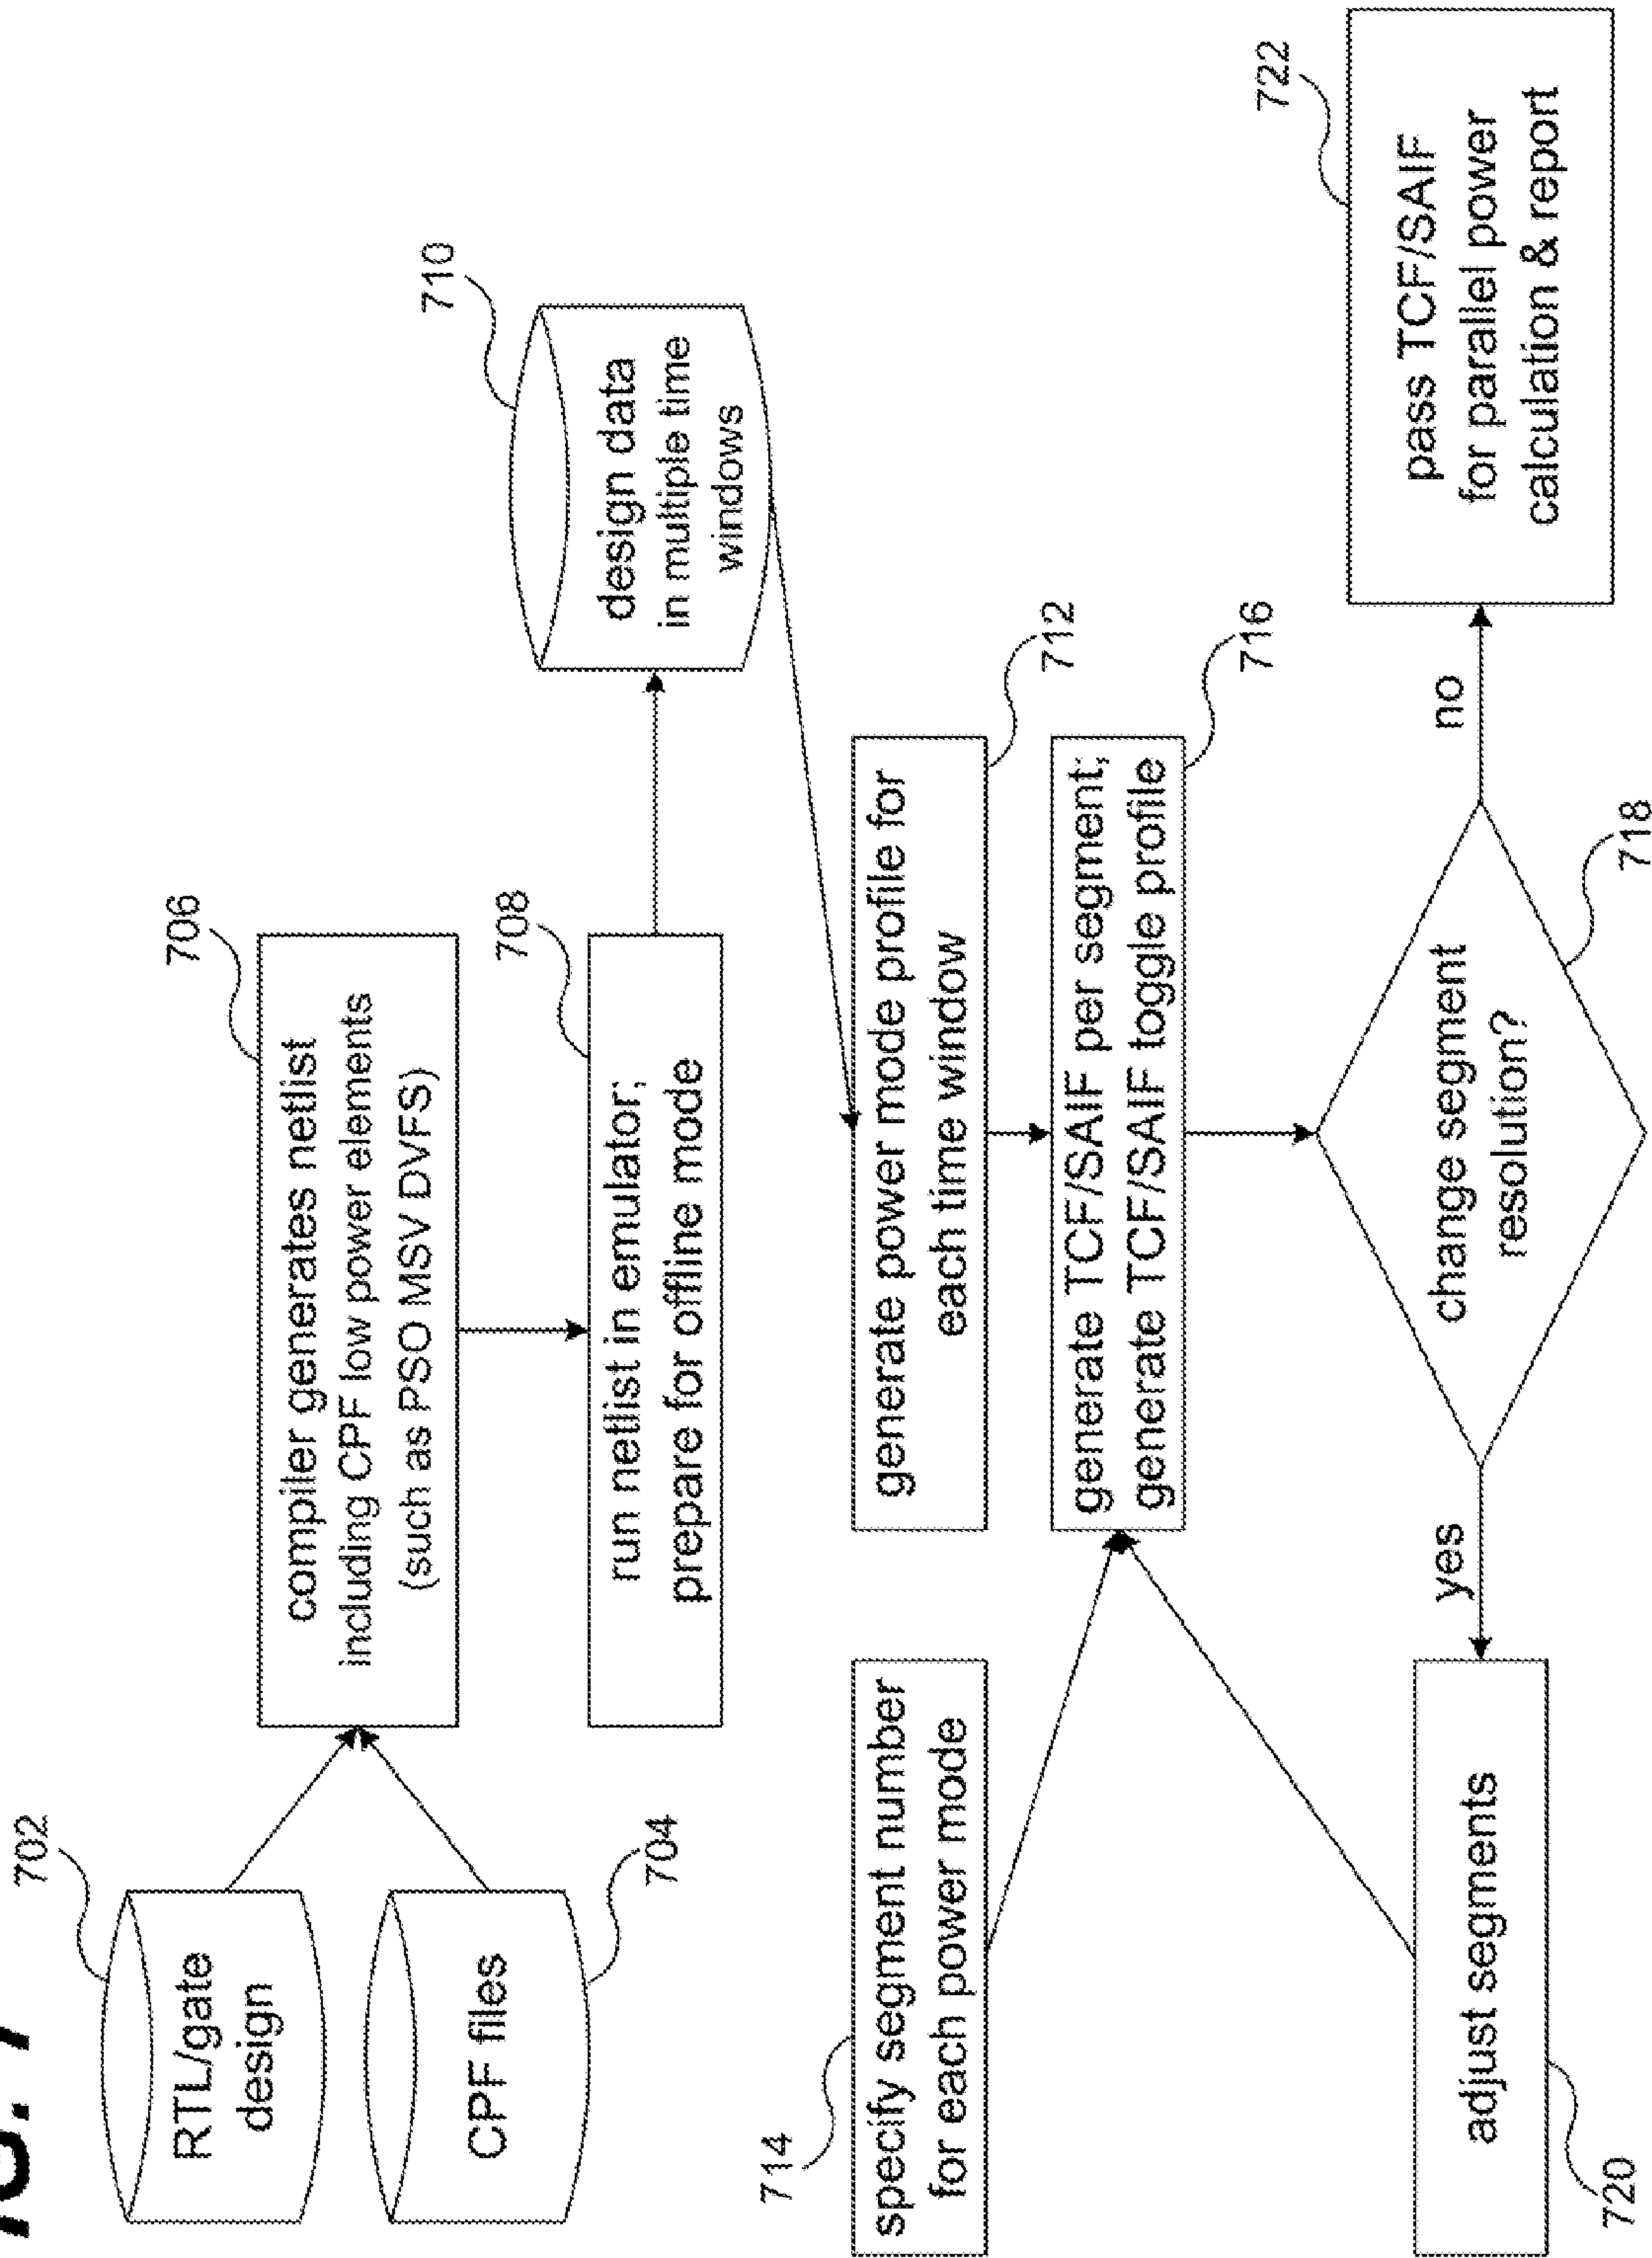 702
RTL/gate
design
CPF files
704
706
compiler generates netlist
including CPF low power elements
(such as PSO MSV DVFS)
708
run netlist in emulator;
prepare for offline mode
710
design data
in multiple time
windows
generate power mode profile for
each time window
712
714
specify segment number
for each power mode
generate TCF/SAIF per segment;
generate TCF/SAIF toggle profile
716
change segment
resolution?
718
yes
no
adjust segments
720
722
pass TCF/SAIF
for parallel power
calculation & report